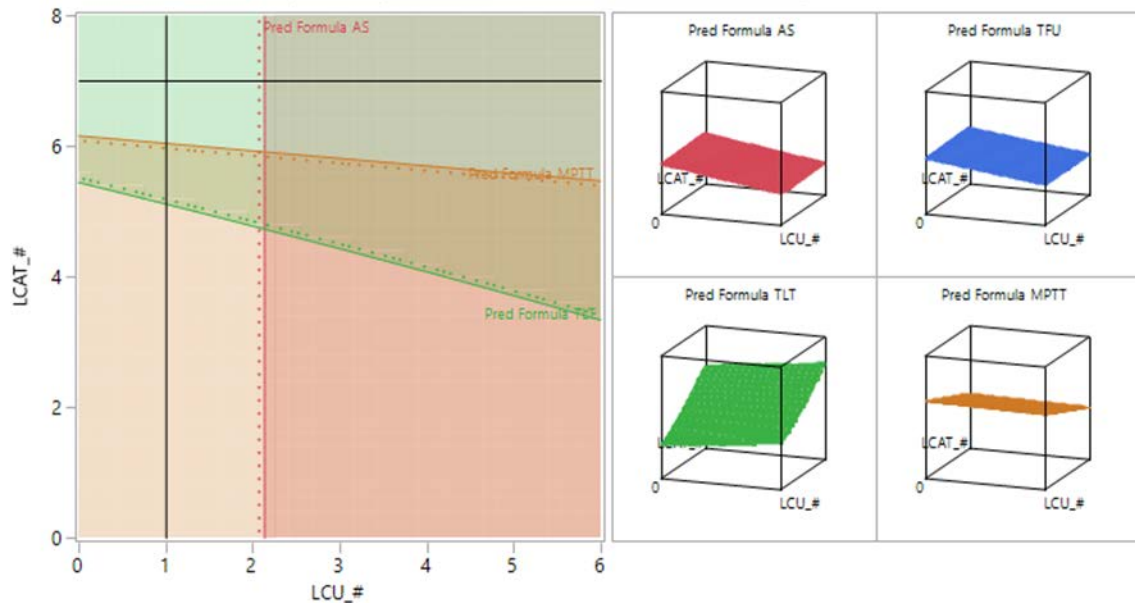 8
Pred Formula AS
6
Pred Formula MPTT
LCAT_#
4
Pred Formula TLT
2
0
0 1 2 3 4 5 6
LCU_#
Pred Formula AS
LCAT_#
0
LCU_#
Pred Formula TFU
LCAT_#
0
LCU_#
Pred Formula TLT
LCAT_#
0
LCU_#
Pred Formula MPTT
LCAT_#
0
LCU_#